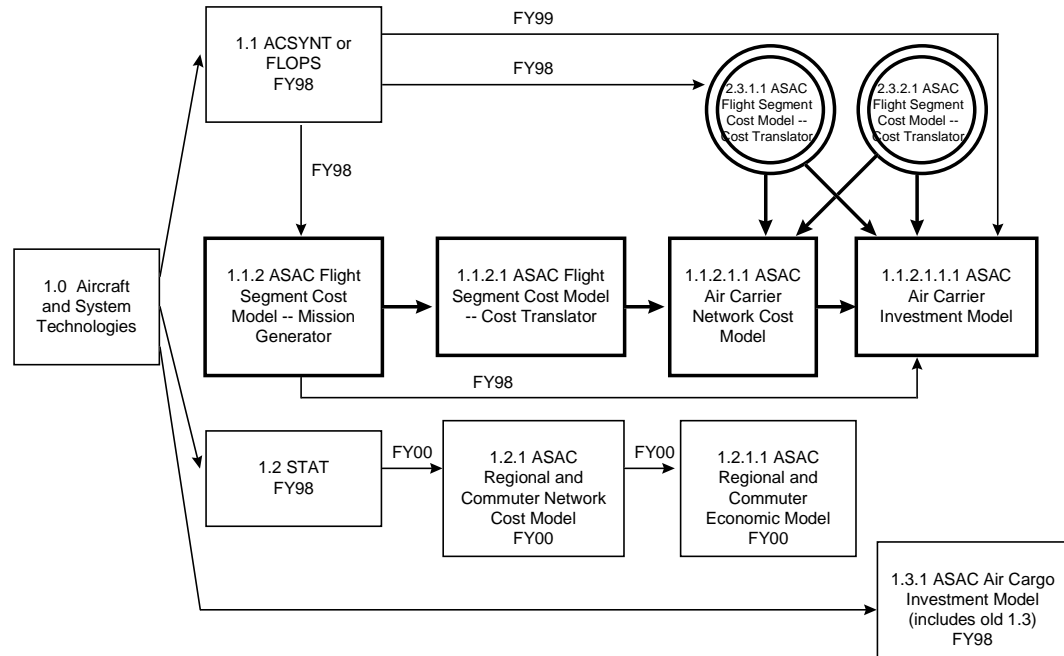 FY99
1.1 ACSYNT or
FLOPS
FY98
FY98
2.3.1.1 ASAC
Flight Segment
Cost Model --
Cost Translator
2.3.2.1 ASAC
Flight Segment
Cost Model --
Cost Translator
FY98
1.0 Aircraft
and System
Technologies
1.1.2 ASAC Flight
Segment Cost
Model -- Mission
Generator
1.1.2.1 ASAC Flight
Segment Cost Model
-- Cost Translator
1.1.2.1.1 ASAC
Air Carrier
Network Cost
Model
1.1.2.1.1.1 ASAC
Air Carrier
Investment Model
FY98
1.2 STAT
FY98
FY00
1.2.1 ASAC
Regional and
Commuter Network
Cost Model
FY00
FY00
1.2.1.1 ASAC
Regional and
Commuter
Economic Model
FY00
1.3.1 ASAC Air Cargo
Investment Model
(includes old 1.3)
FY98